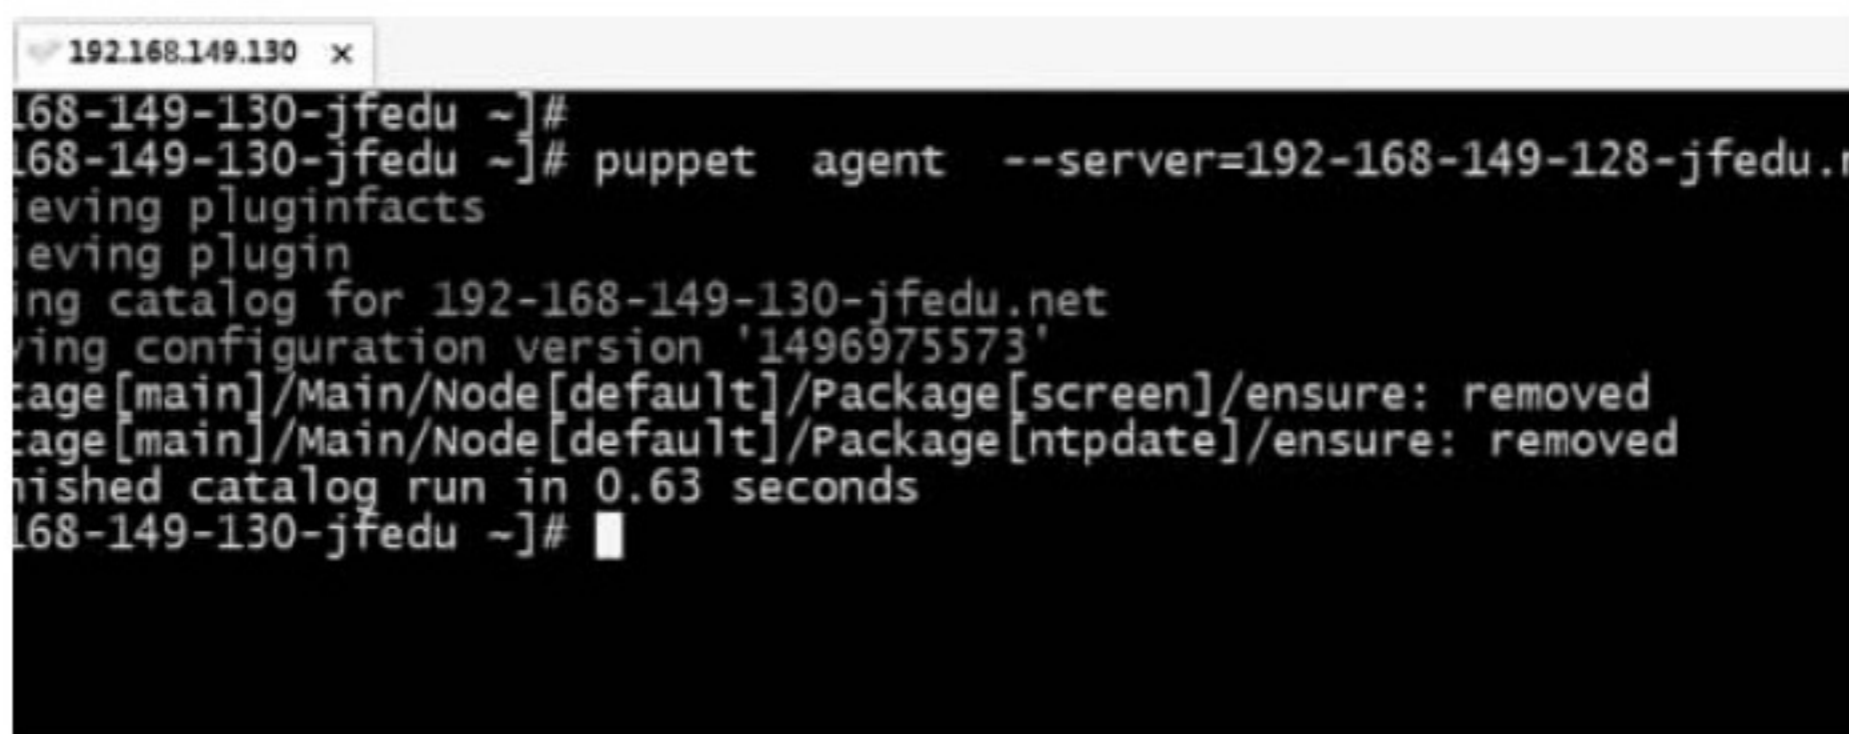 192.168.149.130 ×
168-149-130-jfedu ~]#
168-149-130-jfedu ~]# puppet  agent  --server=192-168-149-128-jfedu.
ieving pluginfacts
ieving plugin
ing catalog for 192-168-149-130-jfedu.net
ying configuration version '1496975573'
tage[main]/Main/Node[default]/Package[screen]/ensure: removed
tage[main]/Main/Node[default]/Package[ntpdate]/ensure: removed
nished catalog run in 0.63 seconds
168-149-130-jfedu ~]#